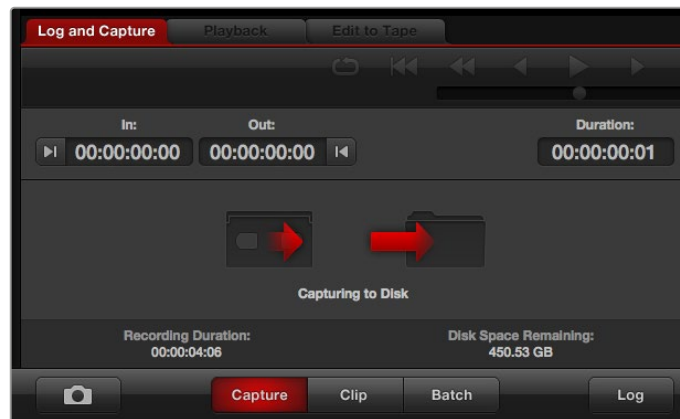 Log and Capture Playback Edit to Tape
In: Out: Duration:
00:00:00:00 00:00:00:00 00:00:00:01
Capturing to Disk
Recording Duration: Disk Space Remaining:
00:00:04:06 450.53 GB
Capture Clip Batch Log